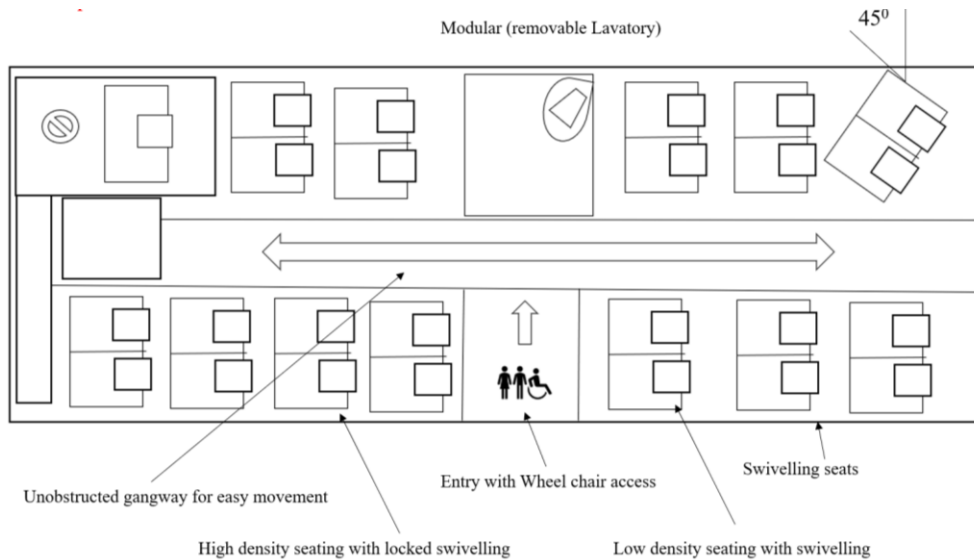 Modular (removable Lavatory)
45⁰
Unobstructed gangway for easy movement
Entry with Wheel chair access
Swivelling seats
High density seating with locked swivelling
Low density seating with swivelling